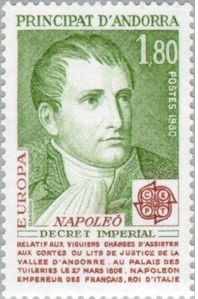 PRINCIPAT D'ANDORRA
1,80
POSTES 1980
EUROPA
CEPT
NAPOLEÓ
DECRET IMPERIAL
RELATIF AUX VIGUIERS CHARGES D'ASSISTER
AUX CORTES OU LITS DE JUSTICE DE LA
VALLEE D'ANDORRE. AU PALAIS DES
TUILERIES LE 27 MARS 1806. NAPOLEON
EMPEREUR DES FRANÇAIS, ROI D'ITALIE